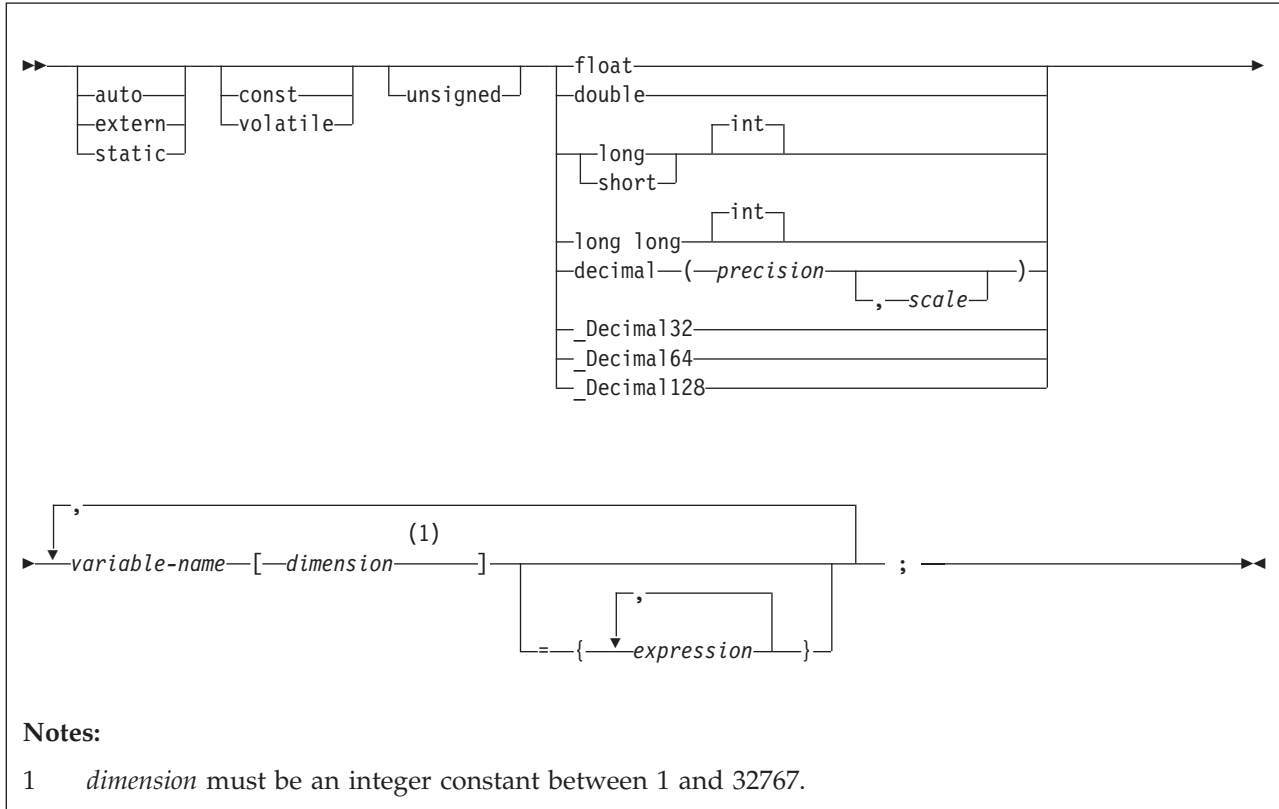 float
auto const unsigned double
extern volatile int
static long
short
int
long long
decimal ( precision )
, scale
_Decimal32
_Decimal64
_Decimal128
,
(1)
variable-name [ dimension ] ;
,
= { expression }
Notes:
1 dimension must be an integer constant between 1 and 32767.